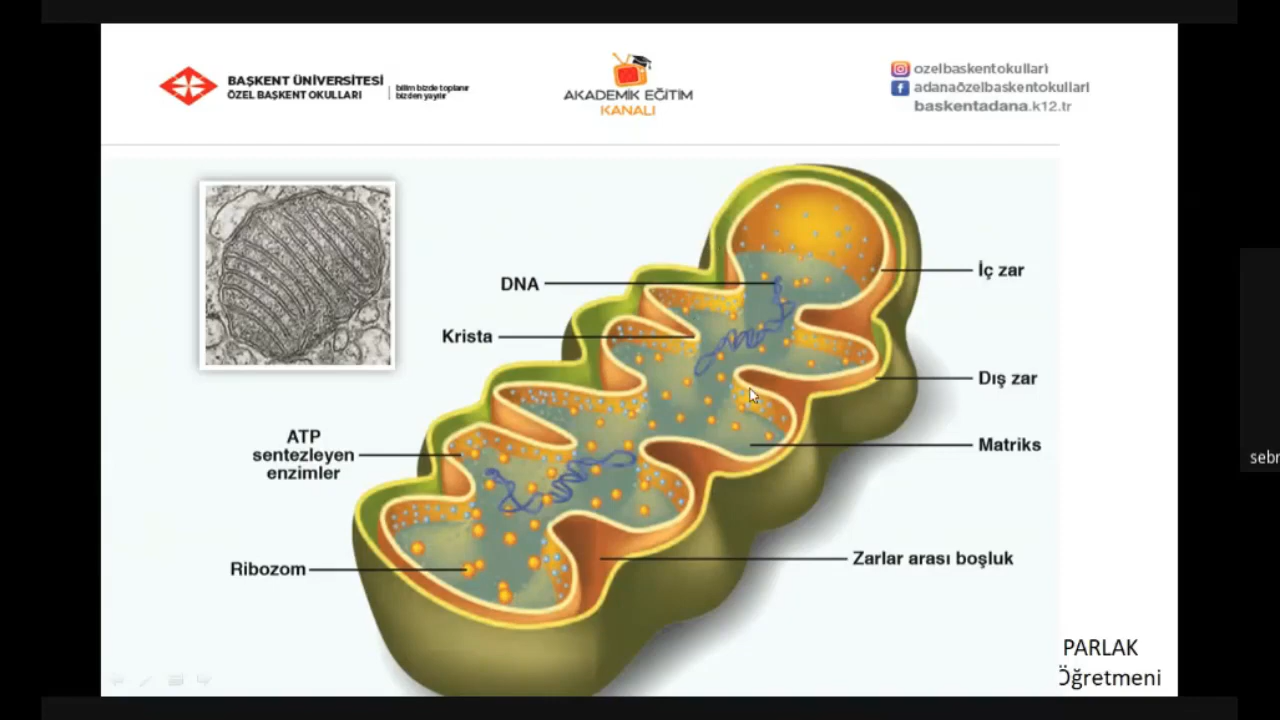 BAŞKENT ÜNİVERSİTESİ
ÖZEL BAŞKENT OKULLARI
bilim bizde toplanır
bizden yayılır
AKADEMİK EĞİTİM
KANALI
ozelbaskentokullari
adanaözelbaskentokullari
baskentadana.k12.tr
DNA
İç zar
Krista
Dış zar
ATP
sentezleyen
enzimler
Matriks
Ribozom
Zarlar arası boşluk
PARLAK
Öğretmeni
sebr